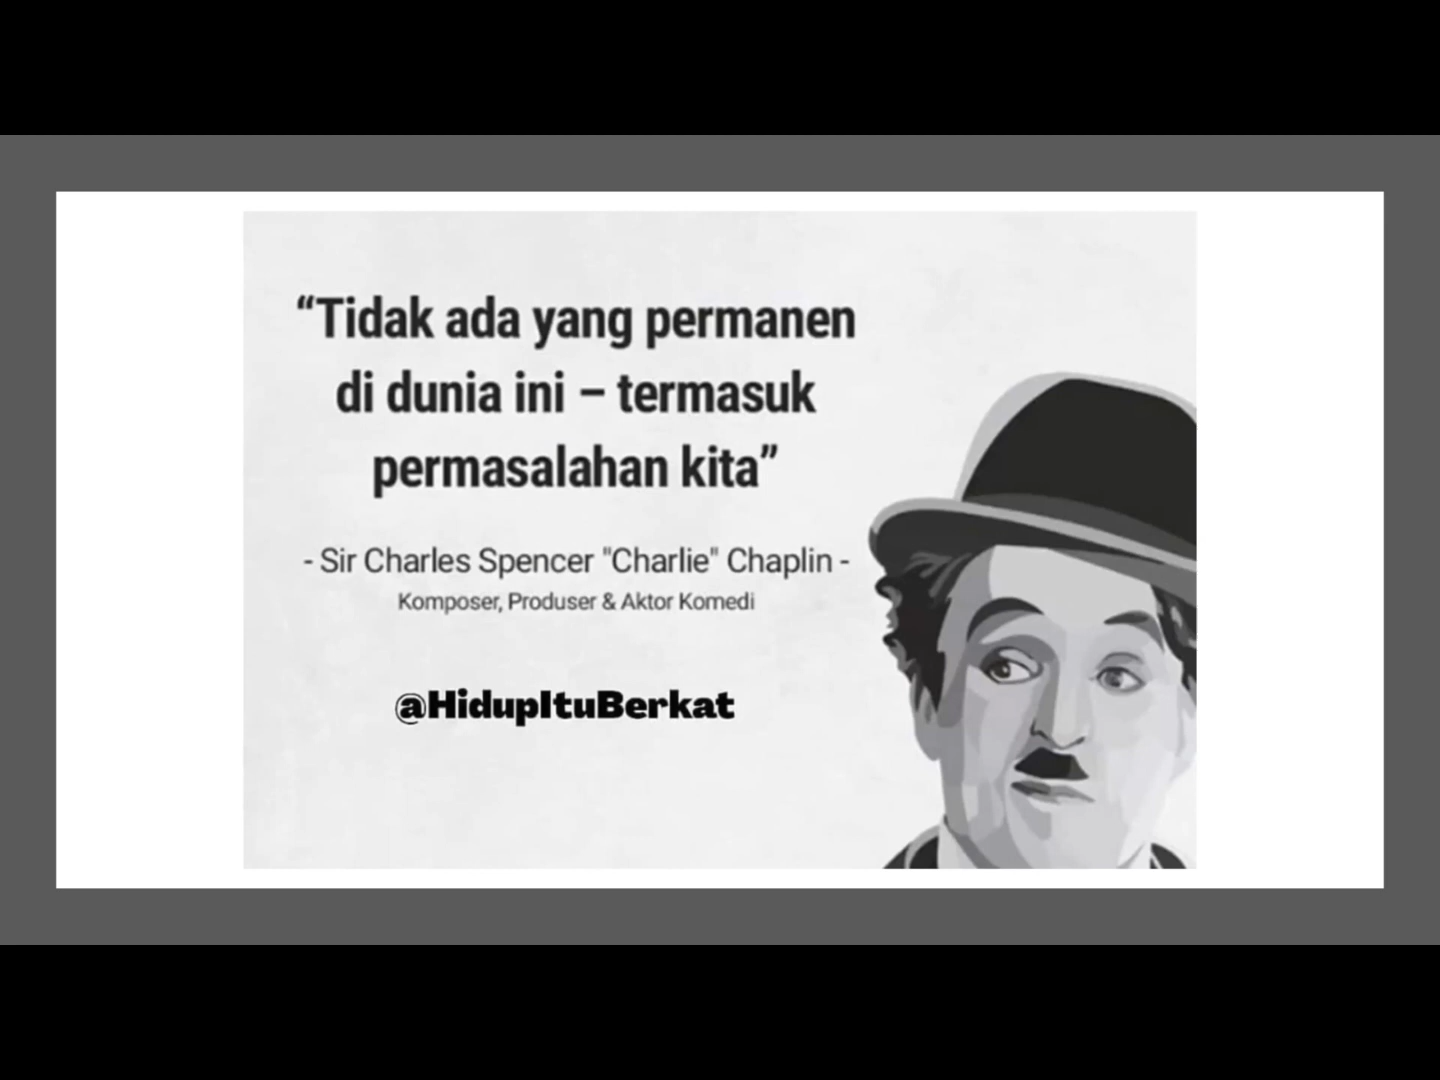 “Tidak ada yang permanen
di dunia ini – termasuk
permasalahan kita”
- Sir Charles Spencer "Charlie" Chaplin -
Komposer, Produser & Aktor Komedi
@HidupItuBerkat